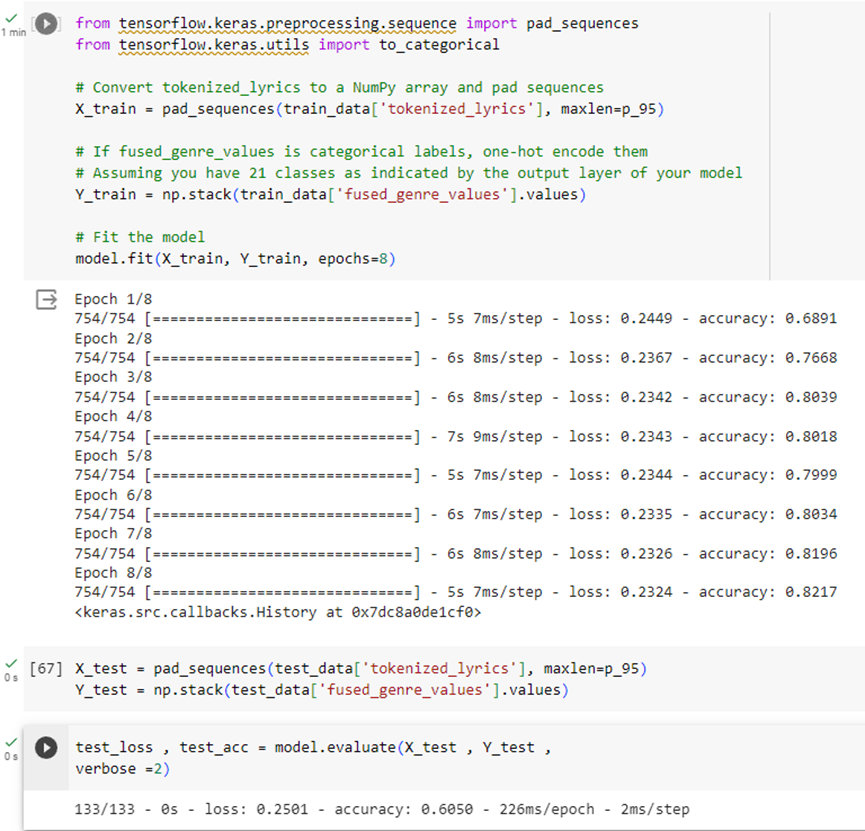 1 min
from tensorflow.keras.preprocessing.sequence import pad_sequences
from tensorflow.keras.utils import to_categorical
# Convert tokenized_lyrics to a NumPy array and pad sequences
X_train = pad_sequences(train_data['tokenized_lyrics'], maxlen=p_95)
# If fused_genre_values is categorical labels, one-hot encode them
# Assuming you have 21 classes as indicated by the output layer of your model
Y_train = np.stack(train_data['fused_genre_values'].values)
# Fit the model
model.fit(X_train, Y_train, epochs=8)
Epoch 1/8
754/754 [==============================] - 5s 7ms/step - loss: 0.2449 - accuracy: 0.6891
Epoch 2/8
754/754 [==============================] - 6s 8ms/step - loss: 0.2367 - accuracy: 0.7668
Epoch 3/8
754/754 [==============================] - 6s 8ms/step - loss: 0.2342 - accuracy: 0.8039
Epoch 4/8
754/754 [==============================] - 7s 9ms/step - loss: 0.2343 - accuracy: 0.8018
Epoch 5/8
754/754 [==============================] - 5s 7ms/step - loss: 0.2344 - accuracy: 0.7999
Epoch 6/8
754/754 [==============================] - 6s 7ms/step - loss: 0.2335 - accuracy: 0.8034
Epoch 7/8
754/754 [==============================] - 6s 8ms/step - loss: 0.2326 - accuracy: 0.8196
Epoch 8/8
754/754 [==============================] - 5s 7ms/step - loss: 0.2324 - accuracy: 0.8217
<keras.src.callbacks.History at 0x7dc8a0de1cf0>
0 s
[67] X_test = pad_sequences(test_data['tokenized_lyrics'], maxlen=p_95)
Y_test = np.stack(test_data['fused_genre_values'].values)
0 s
test_loss , test_acc = model.evaluate(X_test , Y_test ,
verbose =2)
133/133 - 0s - loss: 0.2501 - accuracy: 0.6050 - 226ms/epoch - 2ms/step